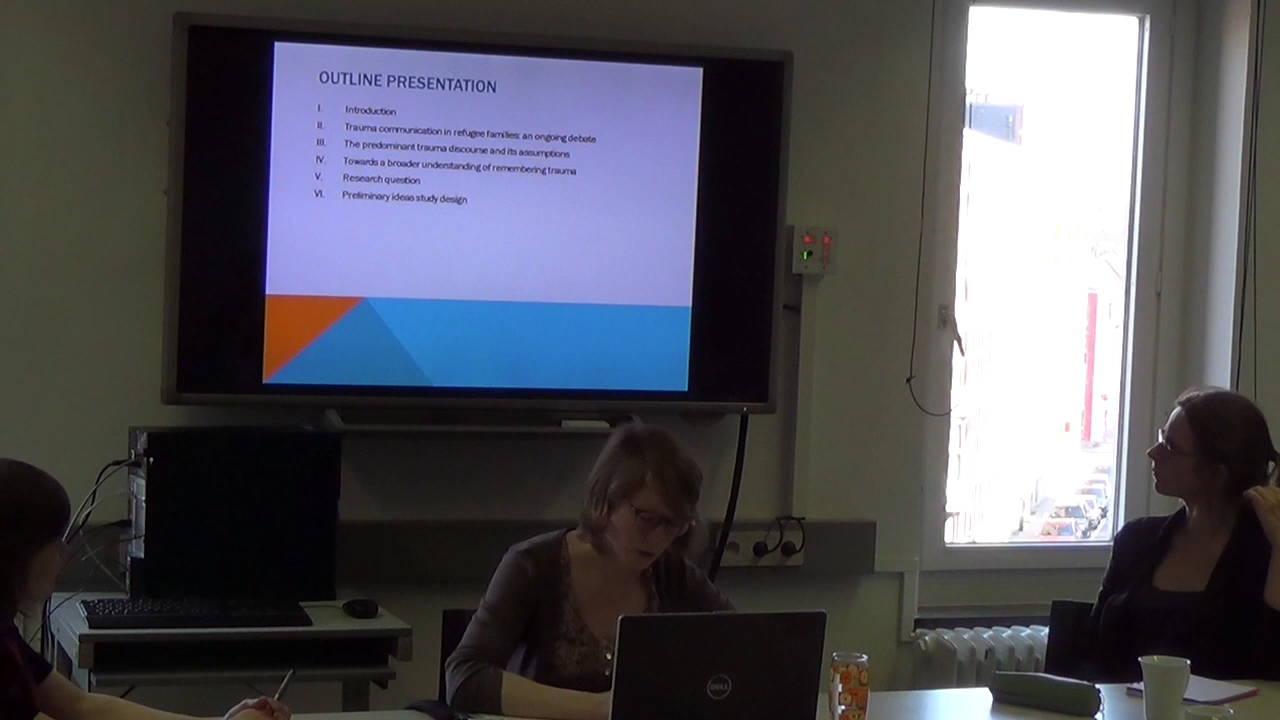 OUTLINE PRESENTATION
I. Introduction
II. Trauma communication in refugee families: an ongoing debate
III. The predominant trauma discourse and its assumptions
IV. Towards a broader understanding of remembering trauma
V. Research question
VI. Preliminary ideas study design
DELL